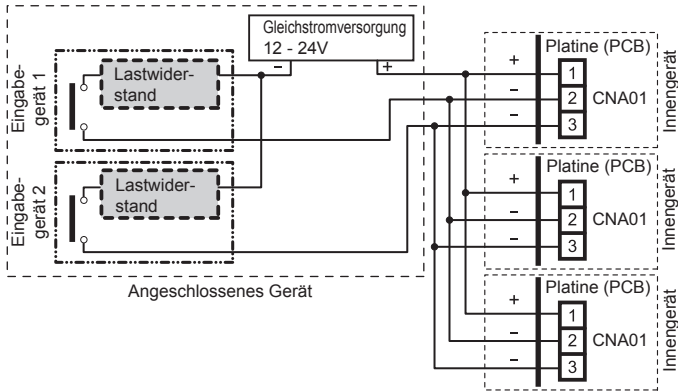 Gleichstromversorgung
12 - 24V
− +
Eingabe-
gerät 1
Lastwider-
stand
Eingabe-
gerät 2
Lastwider-
stand
Angeschlossenes Gerät
Platine (PCB)
+ 1
− 2 CNA01
− 3
Innengerät
Platine (PCB)
+ 1
− 2 CNA01
− 3
Innengerät
Platine (PCB)
+ 1
− 2 CNA01
− 3
Innengerät